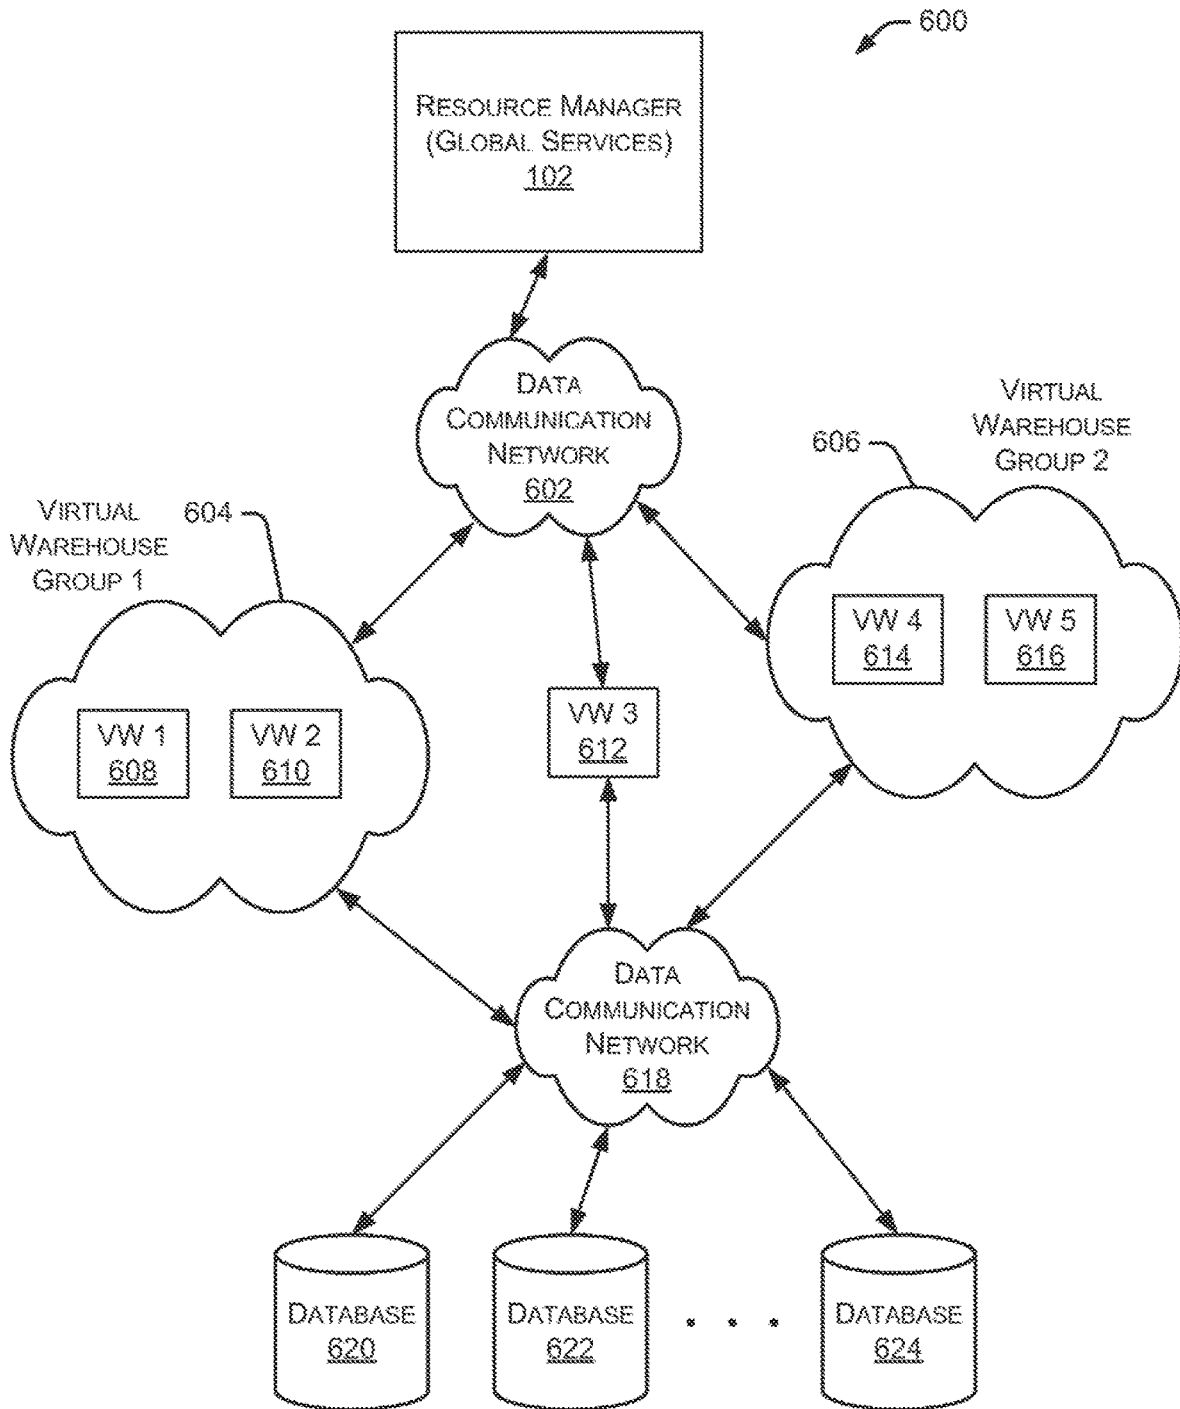 600
RESOURCE MANAGER
(GLOBAL SERVICES)
102
DATA
COMMUNICATION
NETWORK
602
VIRTUAL
WAREHOUSE
GROUP 2
606
VIRTUAL
WAREHOUSE
GROUP 1
604
VW 4
614
VW 5
616
VW 1
608
VW 2
610
VW 3
612
DATA
COMMUNICATION
NETWORK
618
DATABASE
620
DATABASE
622
. . .
DATABASE
624